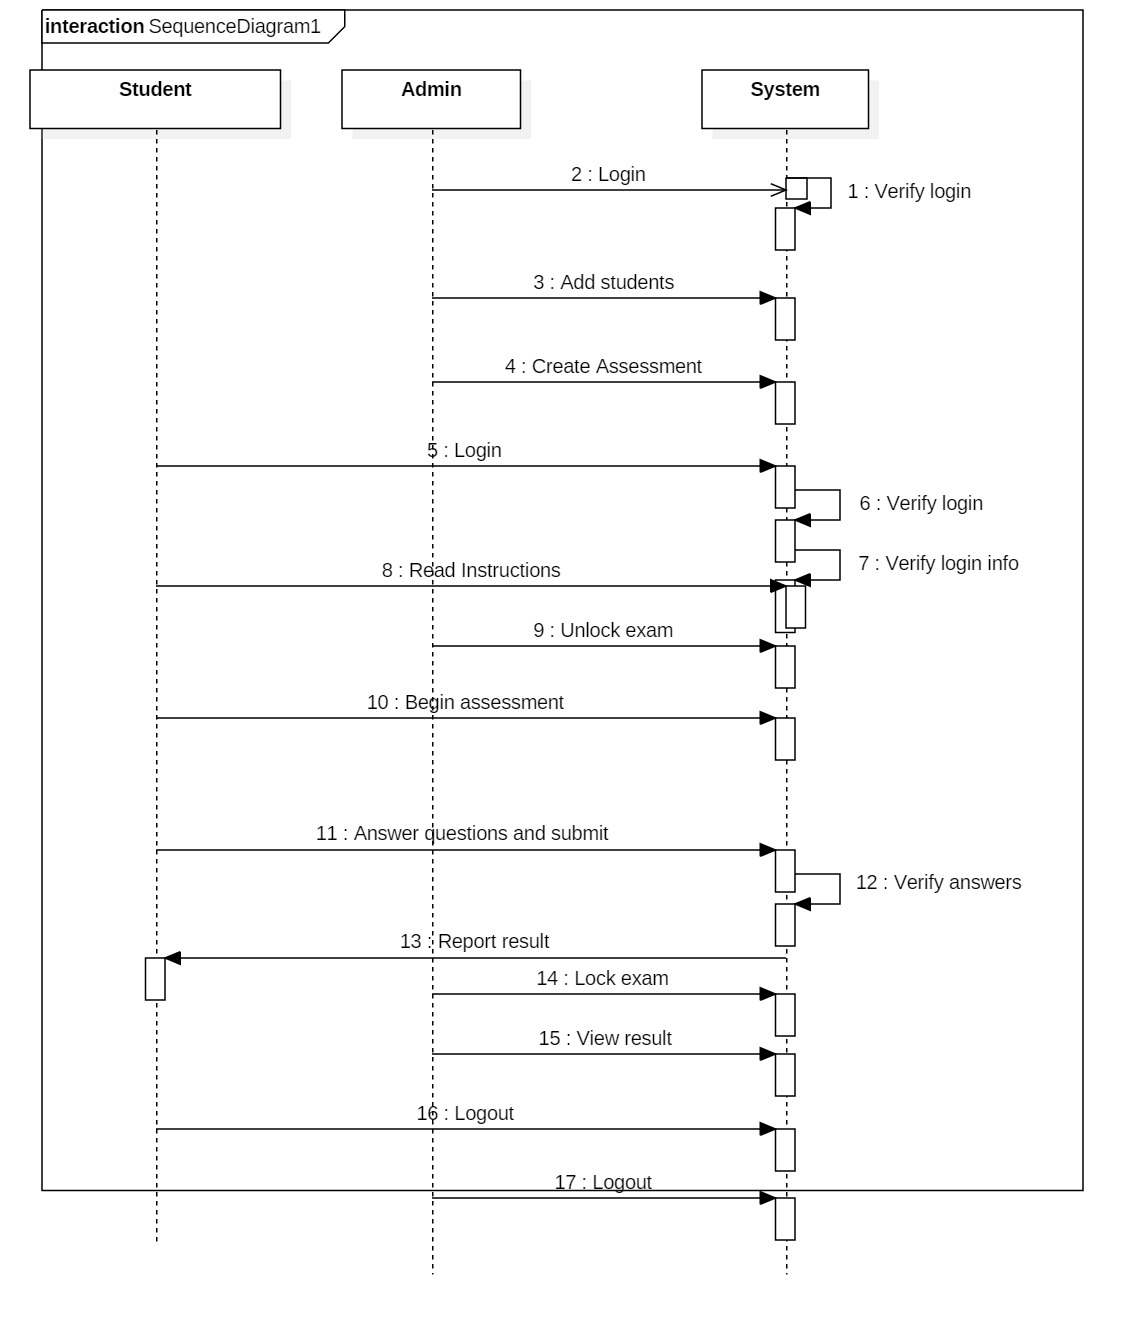 interaction SequenceDiagram1
Student
Admin
System
2 : Login
1 : Verify login
3 : Add students
4 : Create Assessment
5 : Login
6 : Verify login
7 : Verify login info
8 : Read Instructions
9 : Unlock exam
10 : Begin assessment
11 : Answer questions and submit
12 : Verify answers
13 : Report result
14 : Lock exam
15 : View result
16 : Logout
17 : Logout